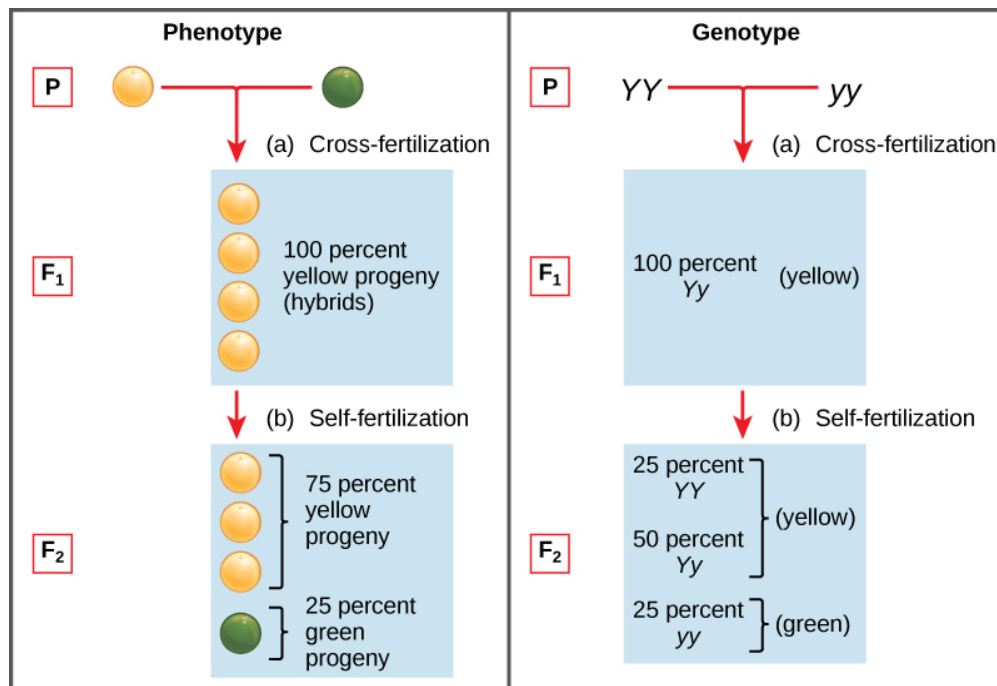 Phenotype
P
(a) Cross-fertilization
F₁
100 percent
yellow progeny
(hybrids)
(b) Self-fertilization
F₂
75 percent
yellow
progeny
25 percent
green
progeny
Genotype
P
YY
yy
(a) Cross-fertilization
F₁
100 percent
Yy
(yellow)
(b) Self-fertilization
F₂
25 percent
YY
50 percent
Yy
(yellow)
25 percent
yy
(green)